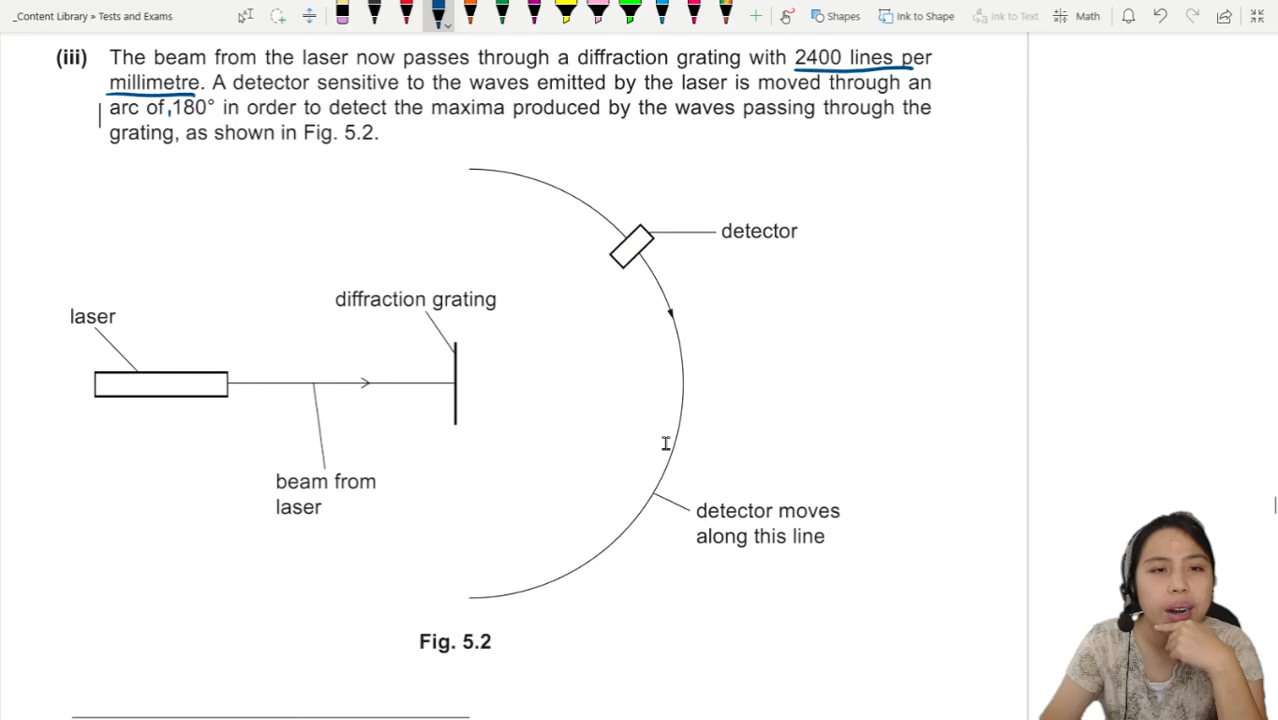 _Content Library » Tests and Exams
Shapes
Ink to Shape
Ink to Text
Math
(iii) The beam from the laser now passes through a diffraction grating with 2400 lines per
millimetre. A detector sensitive to the waves emitted by the laser is moved through an
arc of 180° in order to detect the maxima produced by the waves passing through the
grating, as shown in Fig. 5.2.
detector
diffraction grating
laser
beam from
laser
detector moves
along this line
Fig. 5.2